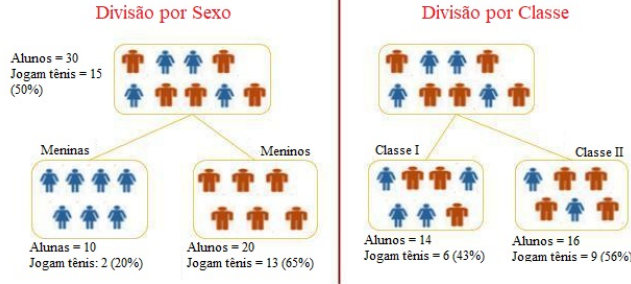 Divisão por Sexo
Alunos = 30
Jogam tênis = 15
(50%)
Meninas
Meninos
Alunas = 10
Jogam tênis: 2 (20%)
Alunos = 20
Jogam tênis = 13 (65%)
Divisão por Classe
Classe I
Classe II
Alunos = 14
Jogam tênis = 6 (43%)
Alunos = 16
Jogam tênis = 9 (56%)